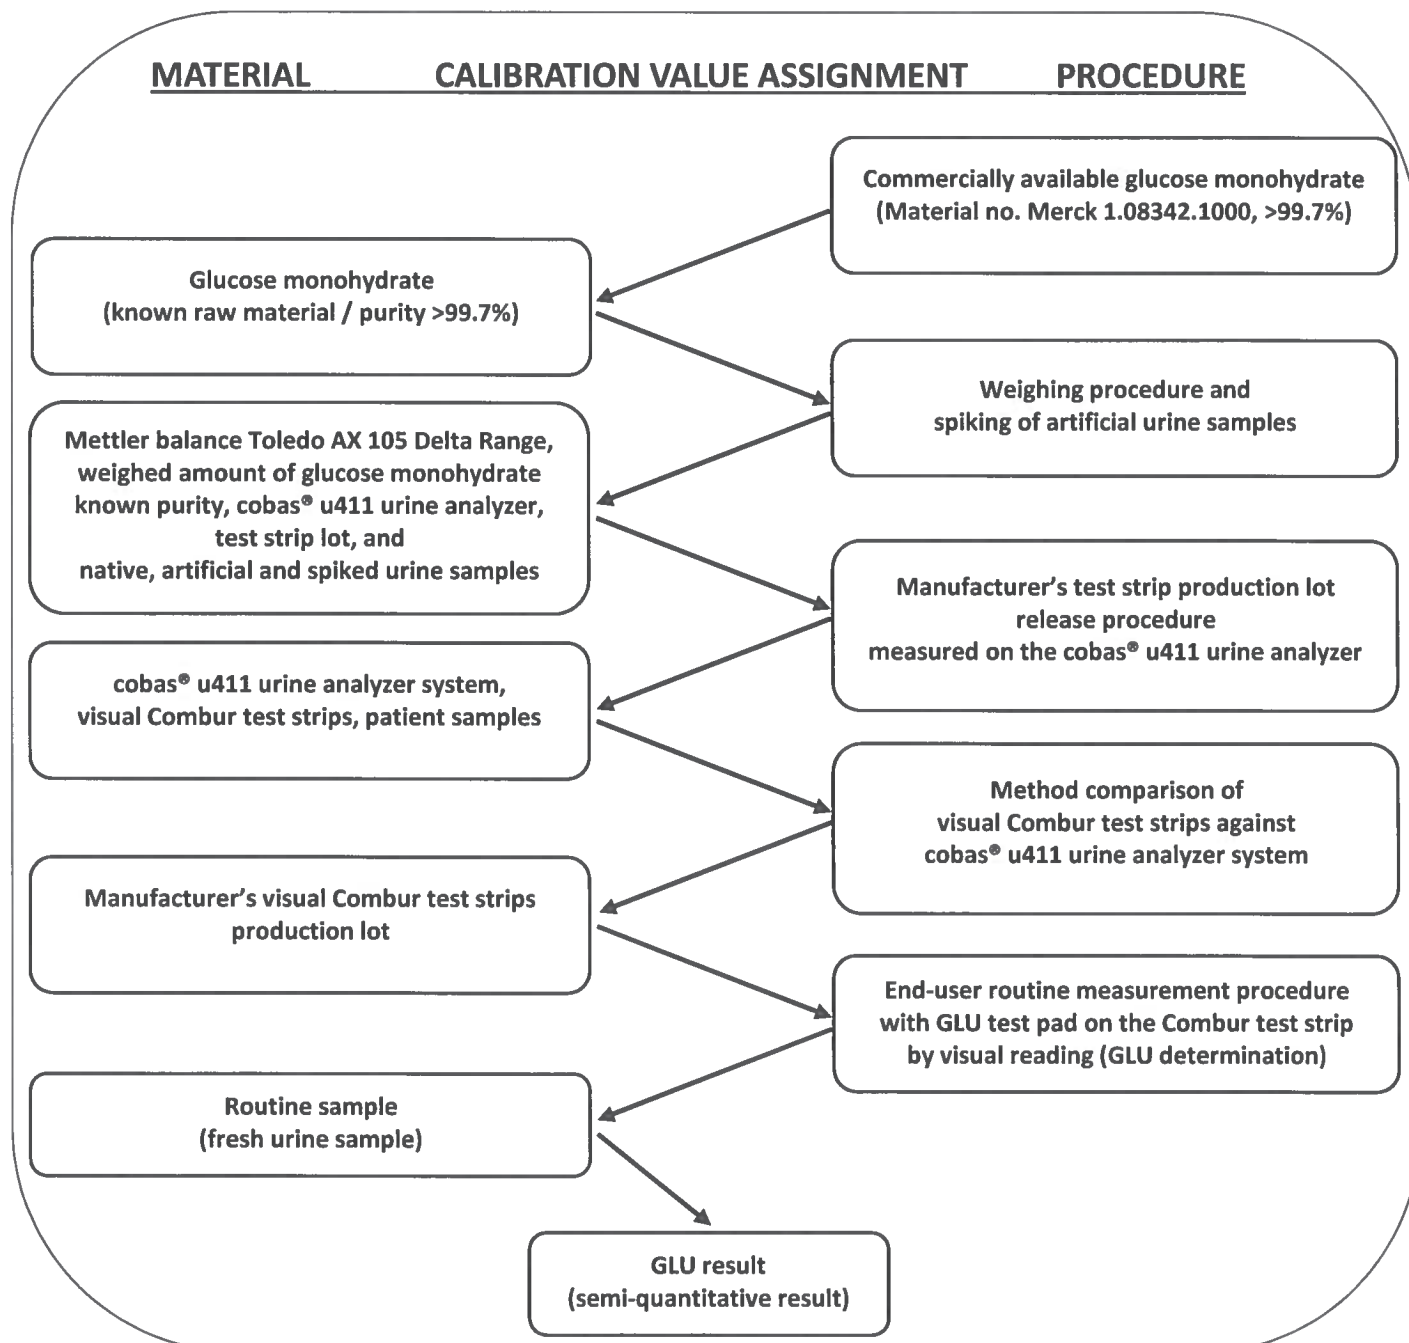 MATERIAL CALIBRATION VALUE ASSIGNMENT PROCEDURE
Commercially available glucose monohydrate
(Material no. Merck 1.08342.1000, >99.7%)
Glucose monohydrate
(known raw material / purity >99.7%)
Weighing procedure and
spiking of artificial urine samples
Mettler balance Toledo AX 105 Delta Range,
weighed amount of glucose monohydrate
known purity, cobas® u411 urine analyzer,
test strip lot, and
native, artificial and spiked urine samples
Manufacturer's test strip production lot
release procedure
measured on the cobas® u411 urine analyzer
cobas® u411 urine analyzer system,
visual Combur test strips, patient samples
Method comparison of
visual Combur test strips against
cobas® u411 urine analyzer system
Manufacturer's visual Combur test strips
production lot
End-user routine measurement procedure
with GLU test pad on the Combur test strip
by visual reading (GLU determination)
Routine sample
(fresh urine sample)
GLU result
(semi-quantitative result)